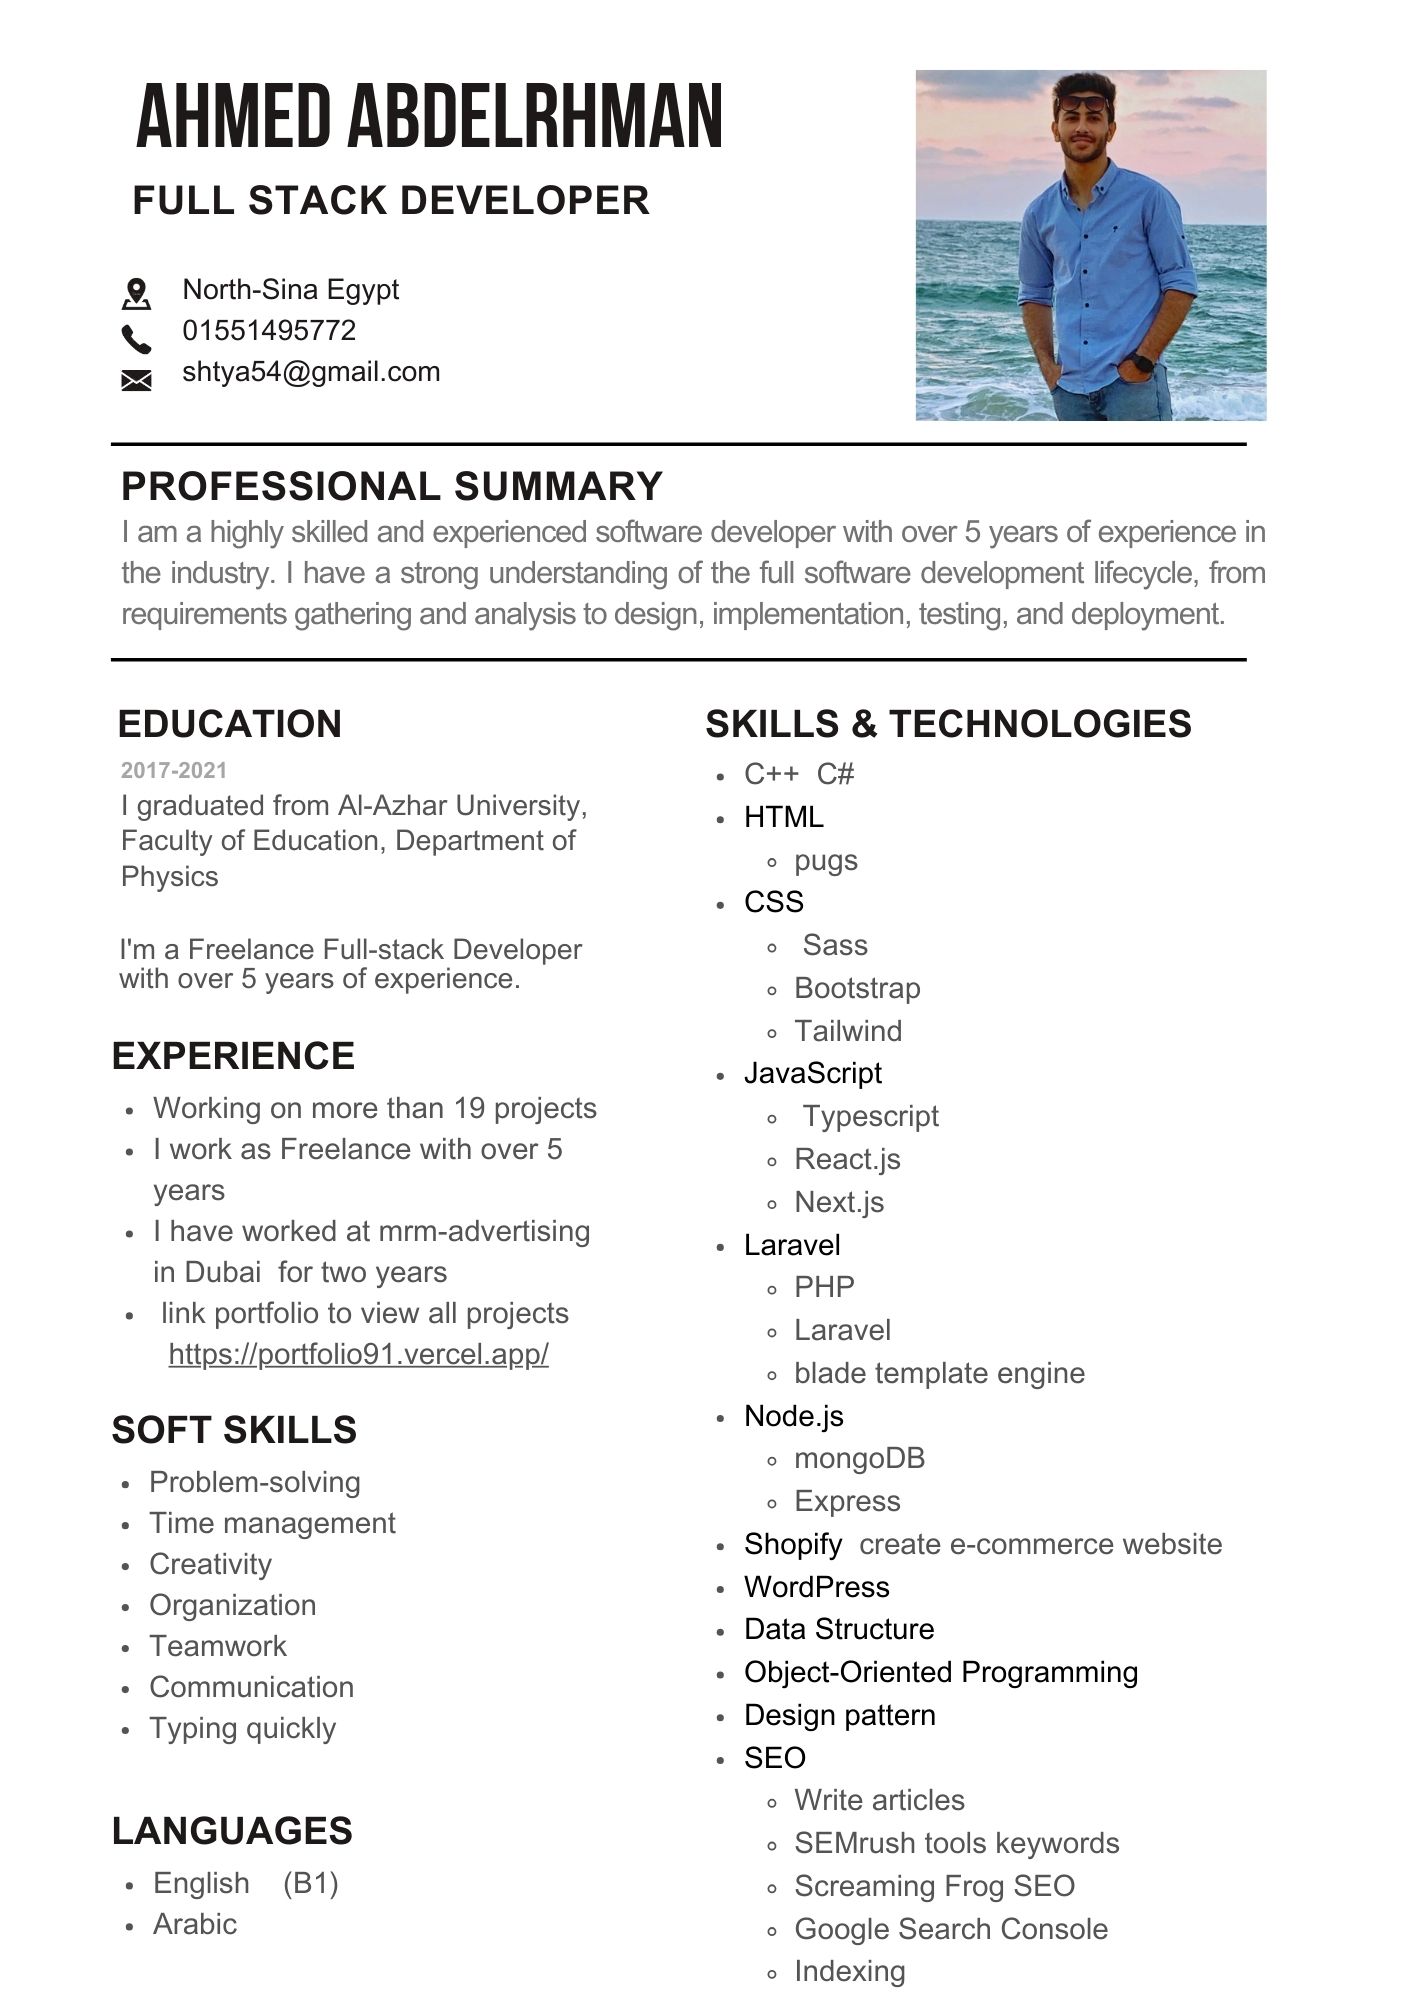 AHMED ABDELRHMAN
FULL STACK DEVELOPER
North-Sina Egypt
01551495772
shtya54@gmail.com
PROFESSIONAL SUMMARY
I am a highly skilled and experienced software developer with over 5 years of experience in
the industry. I have a strong understanding of the full software development lifecycle, from
requirements gathering and analysis to design, implementation, testing, and deployment.
EDUCATION
2017-2021
I graduated from Al-Azhar University,
Faculty of Education, Department of
Physics
I'm a Freelance Full-stack Developer
with over 5 years of experience.
EXPERIENCE
• Working on more than 19 projects
• I work as Freelance with over 5
years
• I have worked at mrm-advertising
in Dubai for two years
• link portfolio to view all projects
https://portfolio91.vercel.app/
SOFT SKILLS
• Problem-solving
• Time management
• Creativity
• Organization
• Teamwork
• Communication
• Typing quickly
LANGUAGES
• English (B1)
• Arabic
SKILLS & TECHNOLOGIES
• C++ C#
• HTML
◦ pugs
• CSS
◦ Sass
◦ Bootstrap
◦ Tailwind
• JavaScript
◦ Typescript
◦ React.js
◦ Next.js
• Laravel
◦ PHP
◦ Laravel
◦ blade template engine
• Node.js
◦ mongoDB
◦ Express
• Shopify create e-commerce website
• WordPress
• Data Structure
• Object-Oriented Programming
• Design pattern
• SEO
◦ Write articles
◦ SEMrush tools keywords
◦ Screaming Frog SEO
◦ Google Search Console
◦ Indexing